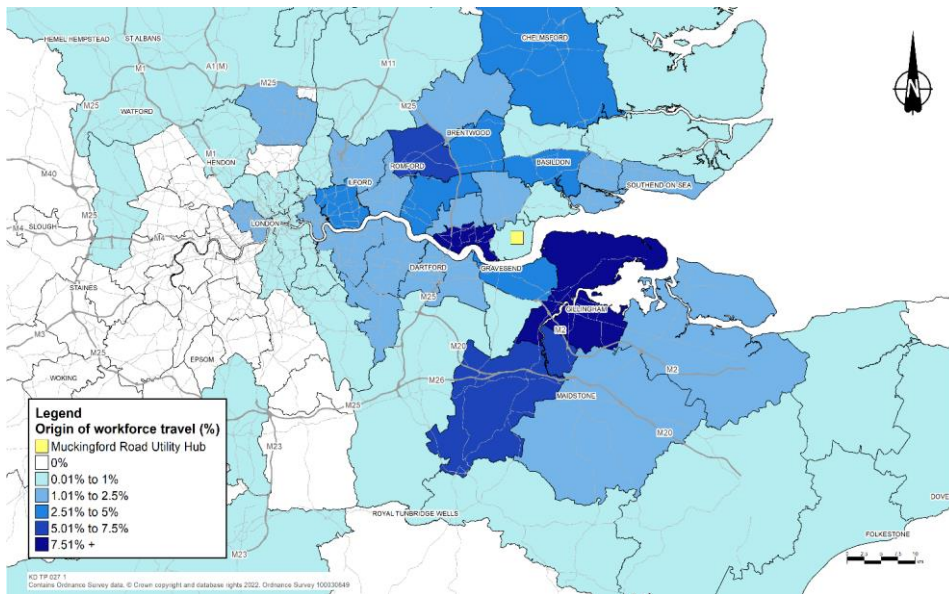 HEMEL HEMPSTEAD
ST ALBANS
CHELMSFORD
M1
A1(M)
M25
M11
M25
M25
WATFORD
BRENTWOOD
M1
HENDON
ROMFORD
BASILDON
M40
ILFORD
SOUTHEND-ON-SEA
M25
SLOUGH
LONDON
M4
M4
DARTFORD
GRAVESEND
STAINES
M25
GILLINGHAM
M3
M2
M25
EPSOM
M20
M2
WOKING
M26
MAIDSTONE
M25
M20
Legend
Origin of workforce travel (%)
Muckingford Road Utility Hub
0%
0.01% to 1%
1.01% to 2.5%
2.51% to 5%
5.01% to 7.5%
7.51% +
M23
ROYAL TUNBRIDGE WELLS
DOVE
FOLKESTONE
M23
N
KD TP 027 1
Contains Ordnance Survey data, © Crown copyright and database rights 2022. Ordnance Survey 100030649